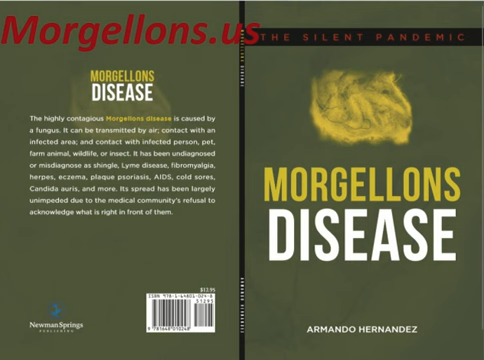 Morgellons.us
MORGELLONS
DISEASE
The highly contagious Morgellons disease is caused by
a fungus. It can be transmitted by air; contact with an
infected area; and contact with infected person, pet,
farm animal, wildlife, or insect. It has been undiagnosed
or misdiagnose as shingle, Lyme disease, fibromyalgia,
herpes, eczema, plaque psoriasis, AIDS, cold sores,
Candida auris, and more. Its spread has been largely
unimpeded due to the medical community's refusal to
acknowledge what is right in front of them.
$12.95
NewmanSprings
PUBLISHING
MORGELLONS DISEASE
ARMANDO HERNANDEZ
THE SILENT PANDEMIC
MORGELLONS
DISEASE
ARMANDO HERNANDEZ